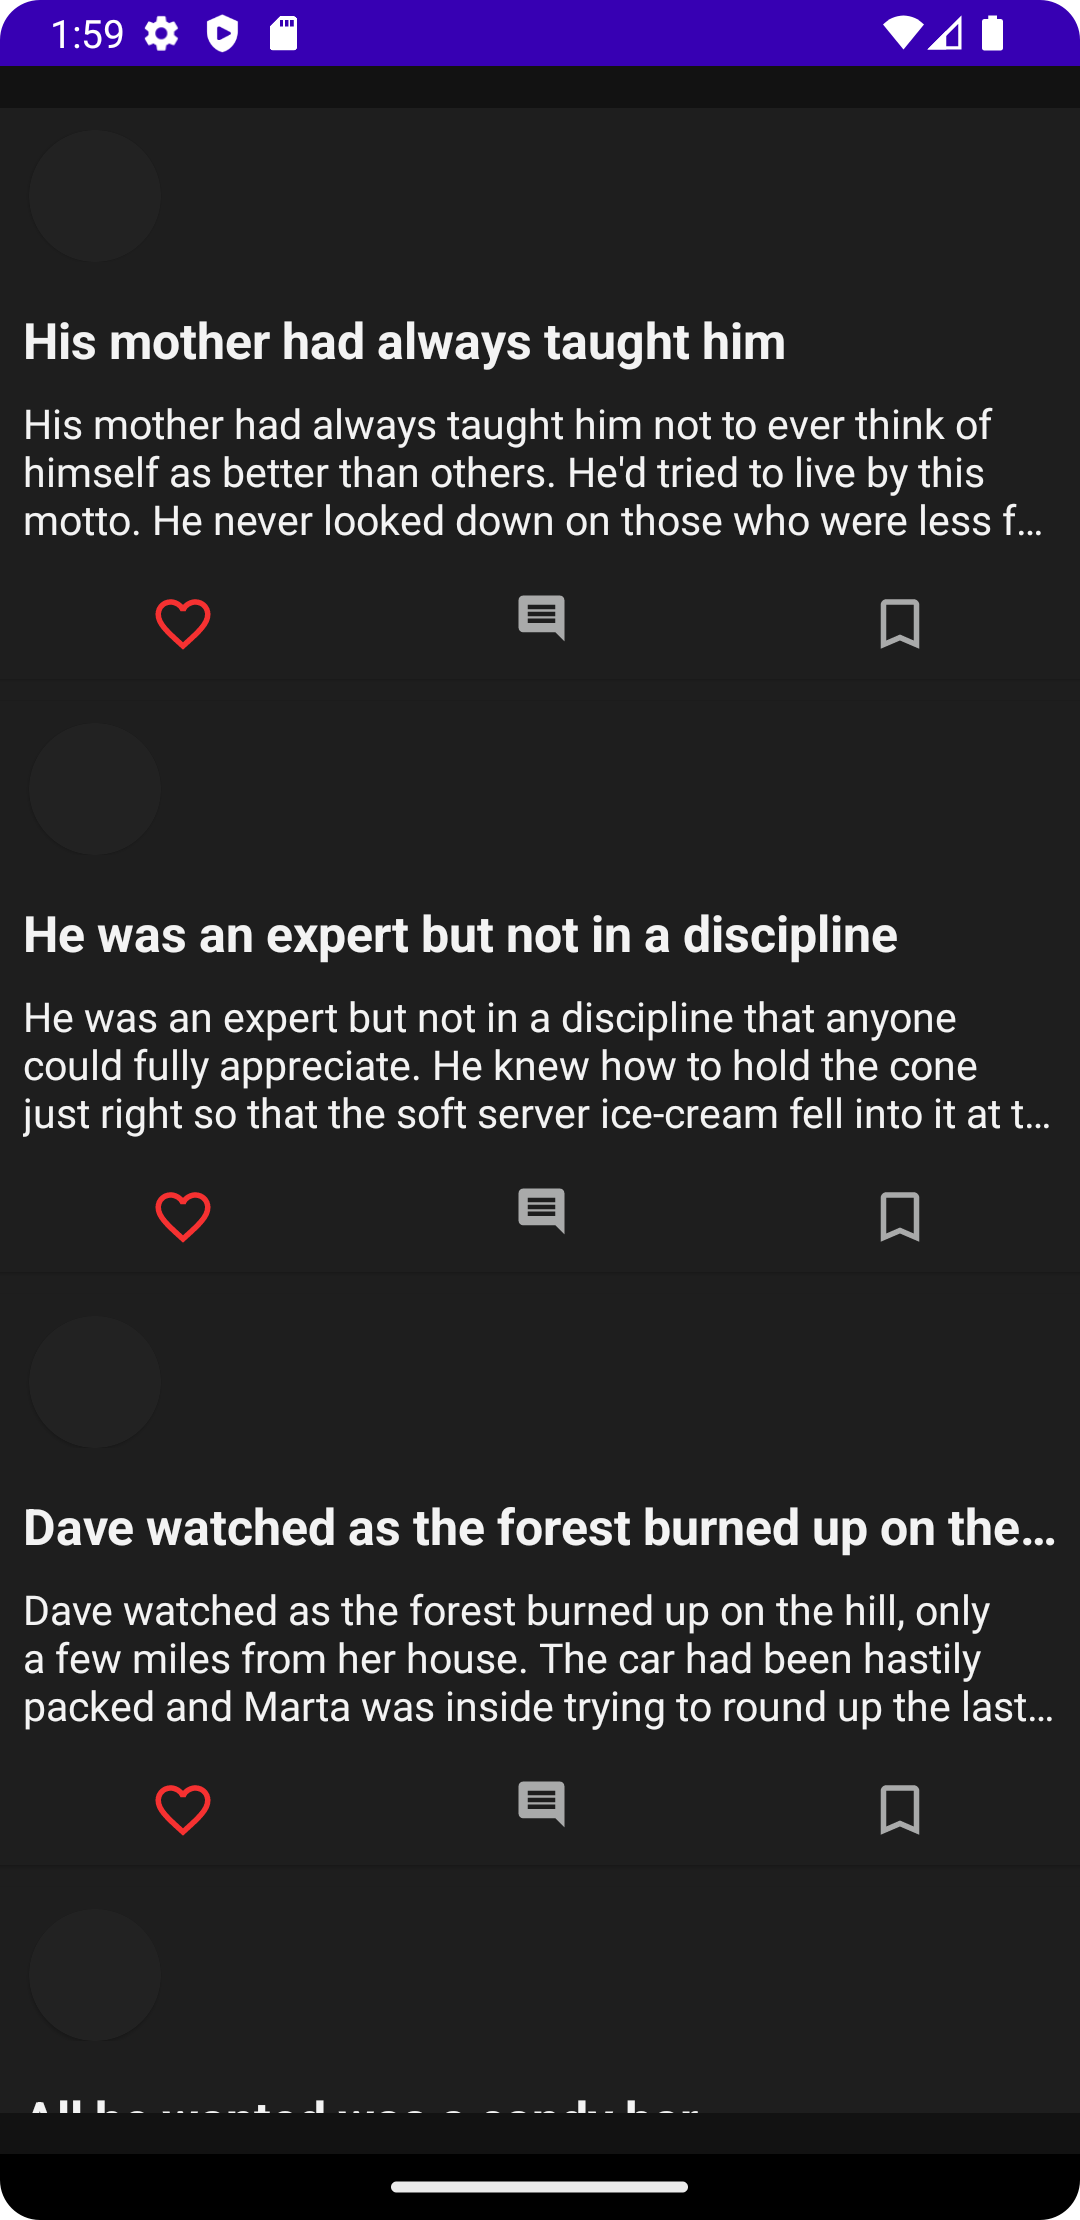 1:59
His mother had always taught him
His mother had always taught him not to ever think of
himself as better than others. He'd tried to live by this
motto. He never looked down on those who were less f…
He was an expert but not in a discipline
He was an expert but not in a discipline that anyone
could fully appreciate. He knew how to hold the cone
just right so that the soft server ice-cream fell into it at t…
Dave watched as the forest burned up on the…
Dave watched as the forest burned up on the hill, only
a few miles from her house. The car had been hastily
packed and Marta was inside trying to round up the last…
All he wanted was a candy bar